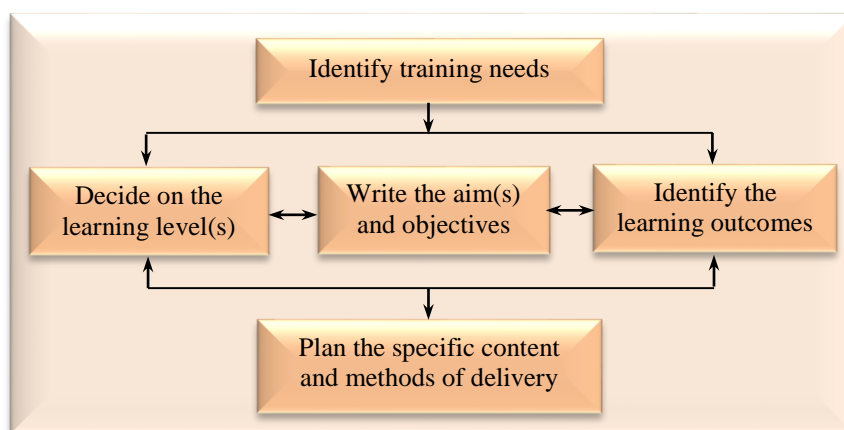 Identify training needs
Decide on the
learning level(s)
Write the aim(s)
and objectives
Identify the
learning outcomes
Plan the specific content
and methods of delivery